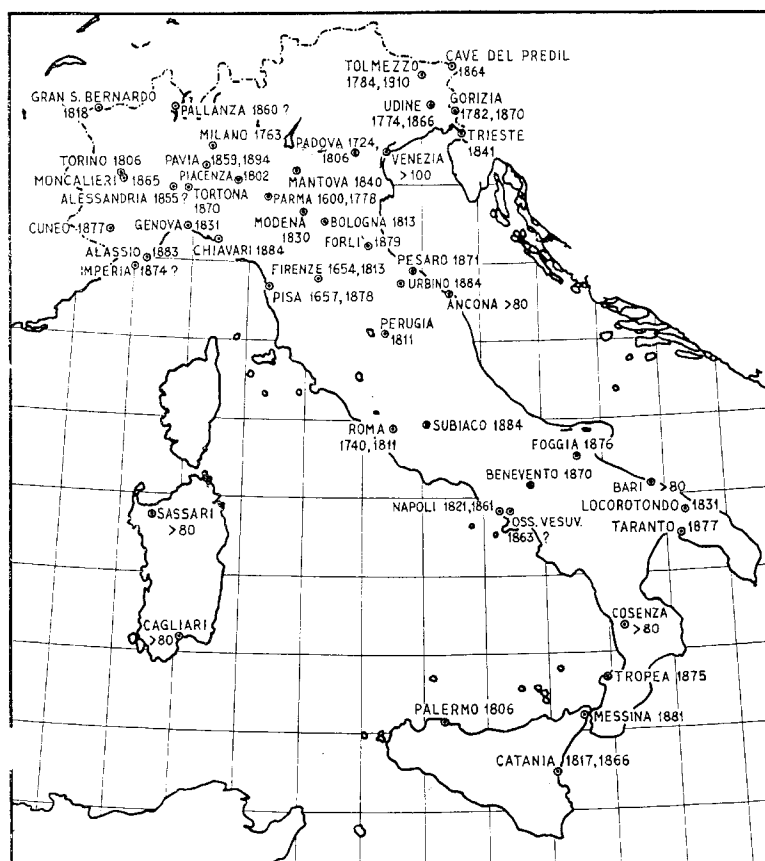 CAVE DEL PREDIL
1864
TOLMEZZO
1784, 1910
GRAN S. BERNARDO
1818
PALLANZA 1860 ?
UDINE
1774, 1866
GORIZIA
1782, 1870
TRIESTE
1841
MILANO 1763
PADOVA 1724,
1806
VENEZIA
>100
TORINO 1806
MONCALIERI 1865
PAVIA 1859, 1894
PIACENZA 1802
MANTOVA 1840
ALESSANDRIA 1855 ?
TORTONA
1870
PARMA 1600, 1778
CUNEO 1877
GENOVA 1831
MODENA
1830
BOLOGNA 1813
FORLI' 1879
ALASSIO 1883
CHIAVARI 1884
IMPERIA 1874 ?
FIRENZE 1654, 1813
PESARO 1871
URBINO 1884
PISA 1657, 1878
ANCONA >80
PERUGIA
1811
ROMA
1740, 1811
SUBIACO 1884
FOGGIA 1876
BENEVENTO 1870
BARI >80
SASSARI
>80
NAPOLI 1821, 1861
OSS. VESUV.
1863 ?
LOCOROTONDO 1831
TARANTO 1877
CAGLIARI
>80
COSENZA
>80
TROPEA 1875
PALERMO 1806
MESSINA 1881
CATANIA 1817, 1866